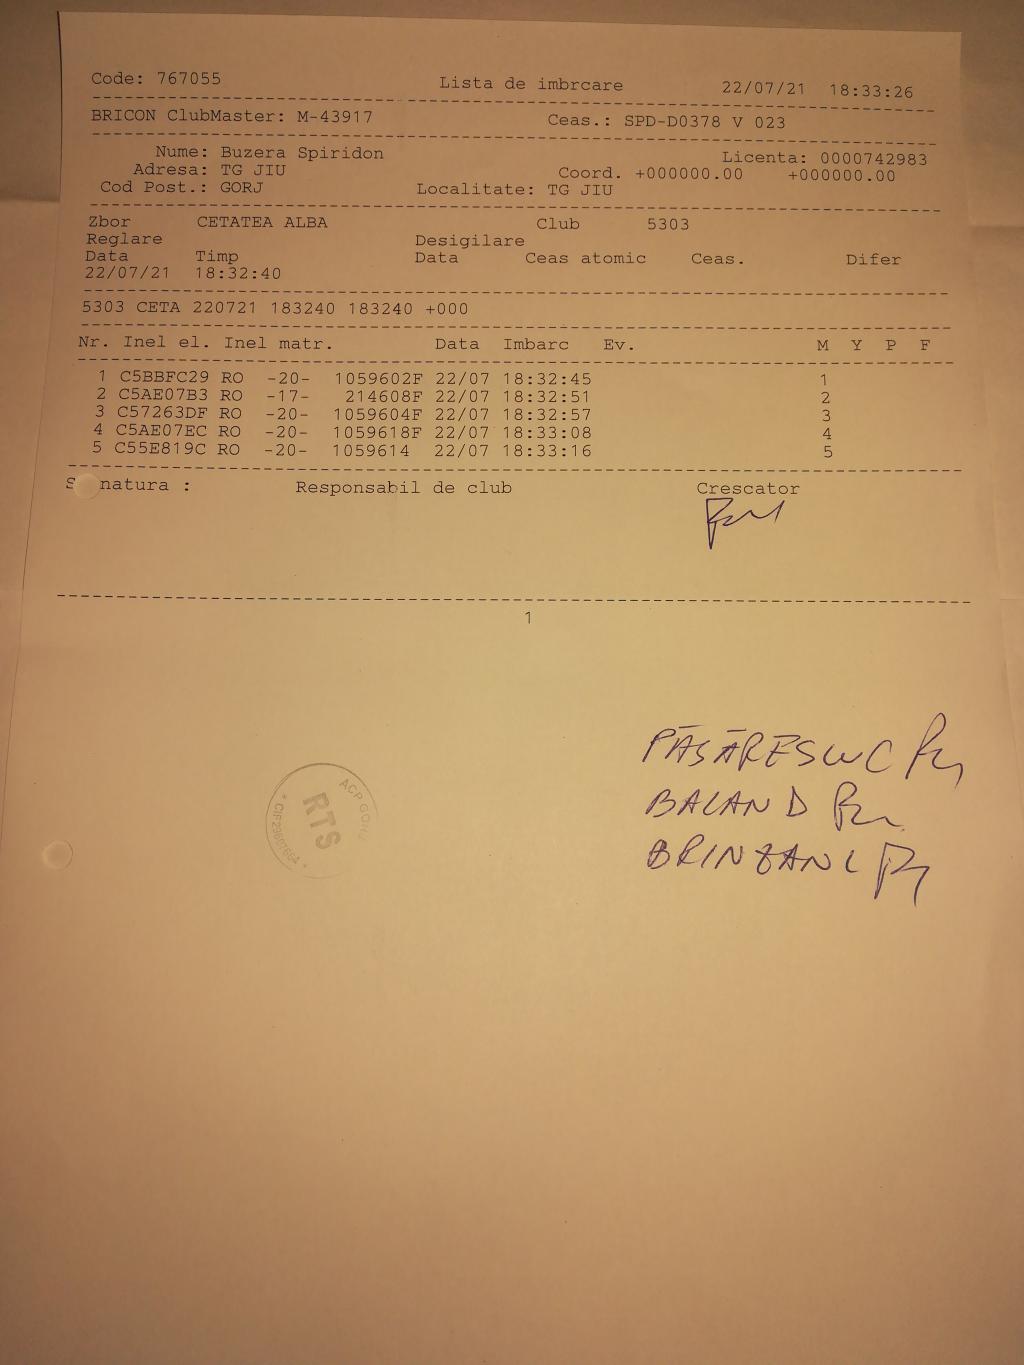 Code: 767055 Lista de imbrcare 22/07/21 18:33:26
BRICON ClubMaster: M-43917 Ceas.: SPD-D0378 V 023
Nume: Buzera Spiridon Licenta: 0000742983
Adresa: TG JIU Coord. +000000.00 +000000.00
Cod Post.: GORJ Localitate: TG JIU
Zbor CETATEA ALBA Club 5303
Reglare Desigilare
Data Timp Data Ceas atomic Ceas. Difer
22/07/21 18:32:40
5303 CETA 220721 183240 183240 +000
Nr. Inel el. Inel matr. Data Imbarc Ev. M Y P F
1 C5BBFC29 RO -20- 1059602F 22/07 18:32:45 1
2 C5AE07B3 RO -17- 214608F 22/07 18:32:51 2
3 C57263DF RO -20- 1059604F 22/07 18:32:57 3
4 C5AE07EC RO -20- 1059618F 22/07 18:33:08 4
5 C55E819C RO -20- 1059614 22/07 18:33:16 5
S natura : Responsabil de club Crescator
1
BALAN D
BRINZAN C
ACP GORJ
RTS